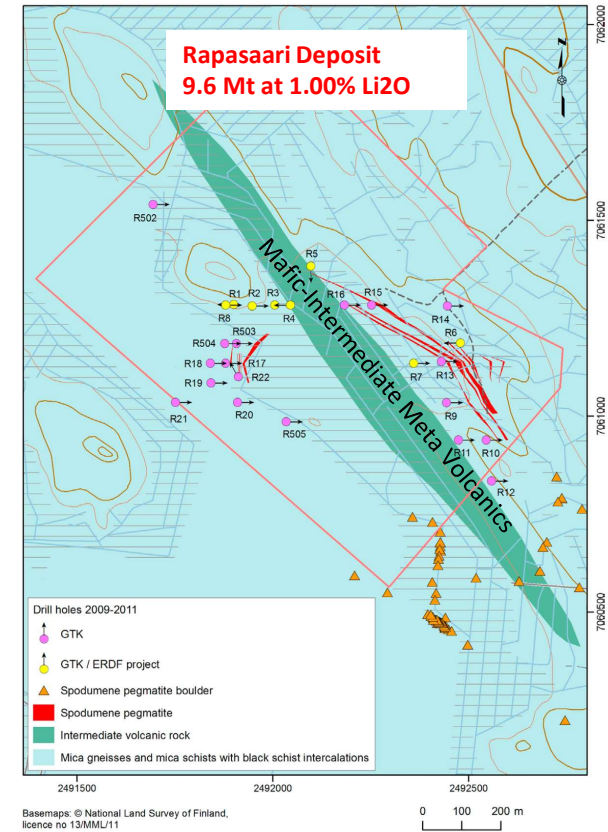 Rapasaari Deposit
9.6 Mt at 1.00% Li2O
7062000
N
7061500
R502
R5
Mafic-Intermediate Meta Volcanics
R1 R2 R3
R16 R15
R8 R4
R14
R503
R6
R504
R18 R17
R7 R13
R22
R19
R21 R20
R9
7061000
R505
R11 R10
R12
7060500
Drill holes 2009-2011
GTK
GTK / ERDF project
Spodumene pegmatite boulder
Spodumene pegmatite
Intermediate volcanic rock
Mica gneisses and mica schists with black schist intercalations
2491500 2492000 2492500
Basemaps: © National Land Survey of Finland,
licence no 13/MML/11
0 100 200 m